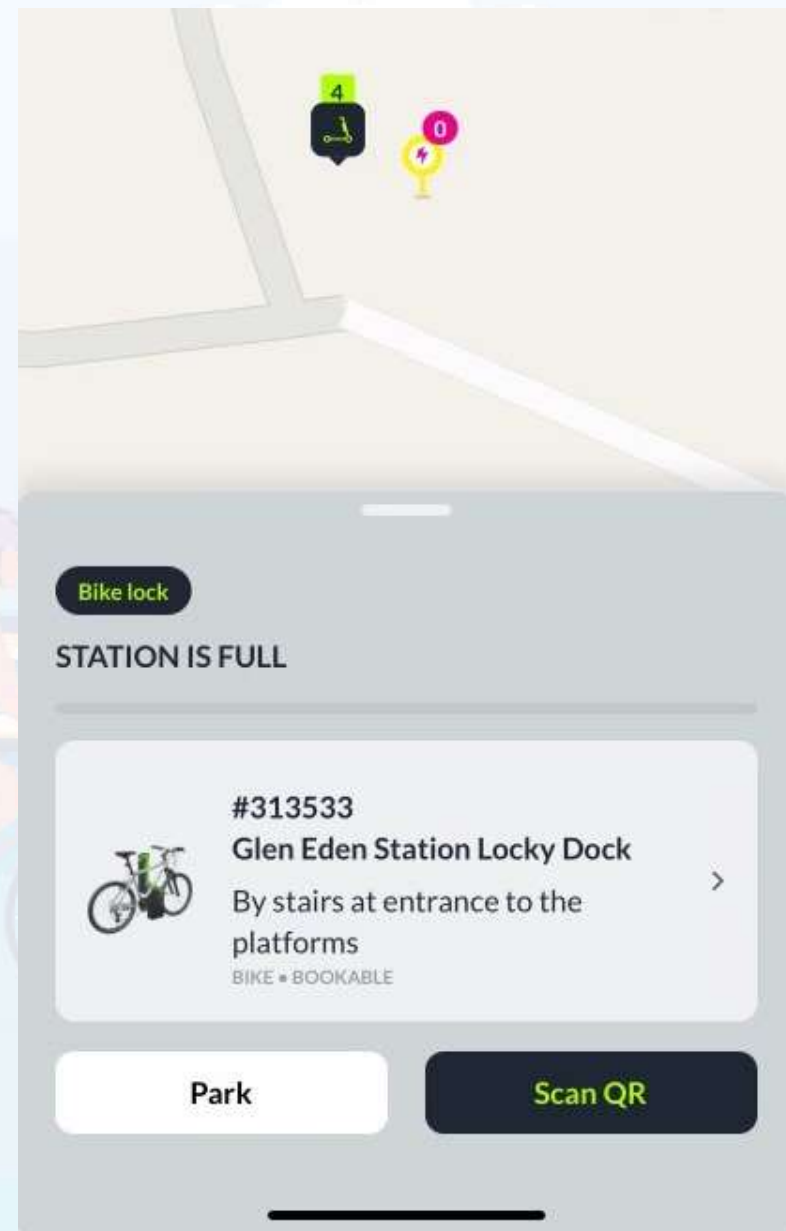 4
0
Bike lock
STATION IS FULL
#313533
Glen Eden Station Locky Dock
By stairs at entrance to the
platforms
BIKE • BOOKABLE
Park
Scan QR